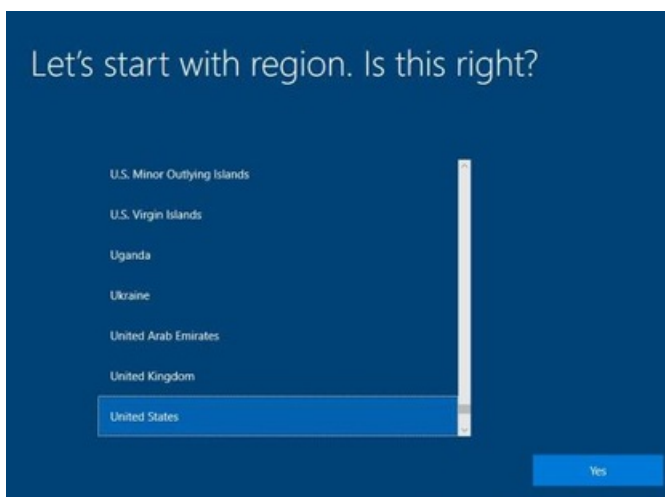 Let's start with region. Is this right?
U.S. Minor Outlying Islands
U.S. Virgin Islands
Uganda
Ukraine
United Arab Emirates
United Kingdom
United States
Yes